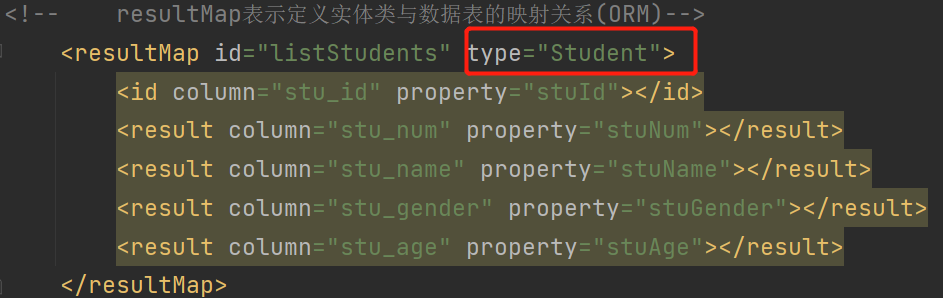 <!--    resultMap表示定义实体类与数据表的映射关系(ORM)-->
<resultMap id="listStudents" type="Student">
<id column="stu_id" property="stuId"></id>
<result column="stu_num" property="stuNum"></result>
<result column="stu_name" property="stuName"></result>
<result column="stu_gender" property="stuGender"></result>
<result column="stu_age" property="stuAge"></result>
</resultMap>